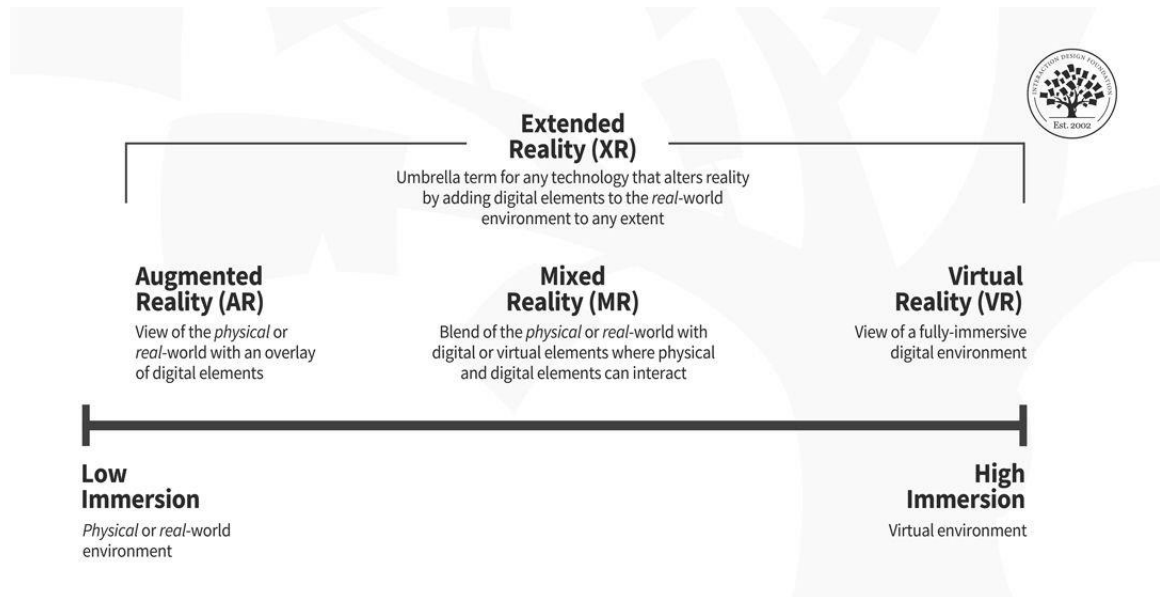 INTERACTION DESIGN FOUNDATION
Est. 2002
Extended
Reality (XR)
Umbrella term for any technology that alters reality
by adding digital elements to the real-world
environment to any extent
Augmented
Reality (AR)
View of the physical or
real-world with an overlay
of digital elements
Mixed
Reality (MR)
Blend of the physical or real-world with
digital or virtual elements where physical
and digital elements can interact
Virtual
Reality (VR)
View of a fully-immersive
digital environment
Low
Immersion
Physical or real-world
environment
High
Immersion
Virtual environment